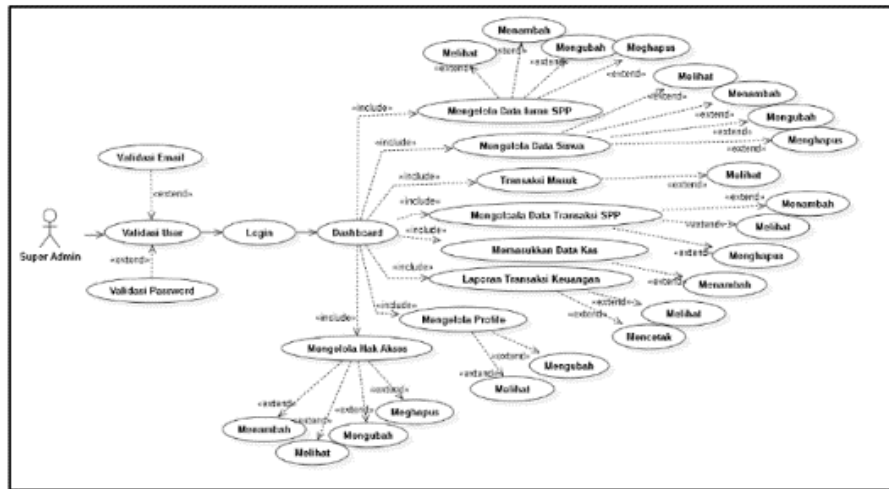 Menambah
Melihat
«extend»
Mengubah
Meghapus
«extend»
«extend»
«extend»
Melihat
«include»
Mengelola Data Iuran SPP
«extend»
Menambah
«extend»
Mengubah
«include»
Mengelola Data Siswa
«extend»
Menghapus
«extend»
Validasi Email
«include»
Transaksi Masuk
«extend»
Melihat
«extend»
Menambah
«include»
Mengelola Data Transaksi SPP
«extend»
Melihat
«extend»
Super Admin
Validasi User
Login
Dashboard
«include»
Memasukkan Data Kas
«extend»
Menghapus
«extend»
«include»
Laporan Transaksi Keuangan
«extend»
Menambah
Validasi Password
«extend»
Melihat
«extend»
Mencetak
«include»
«include»
Mengelola Profile
Mengelola Hak Akses
«extend»
Mengubah
«extend»
Melihat
«extend»
Meghapus
«extend»
Menambah
«extend»
Mengubah
«extend»
Melihat